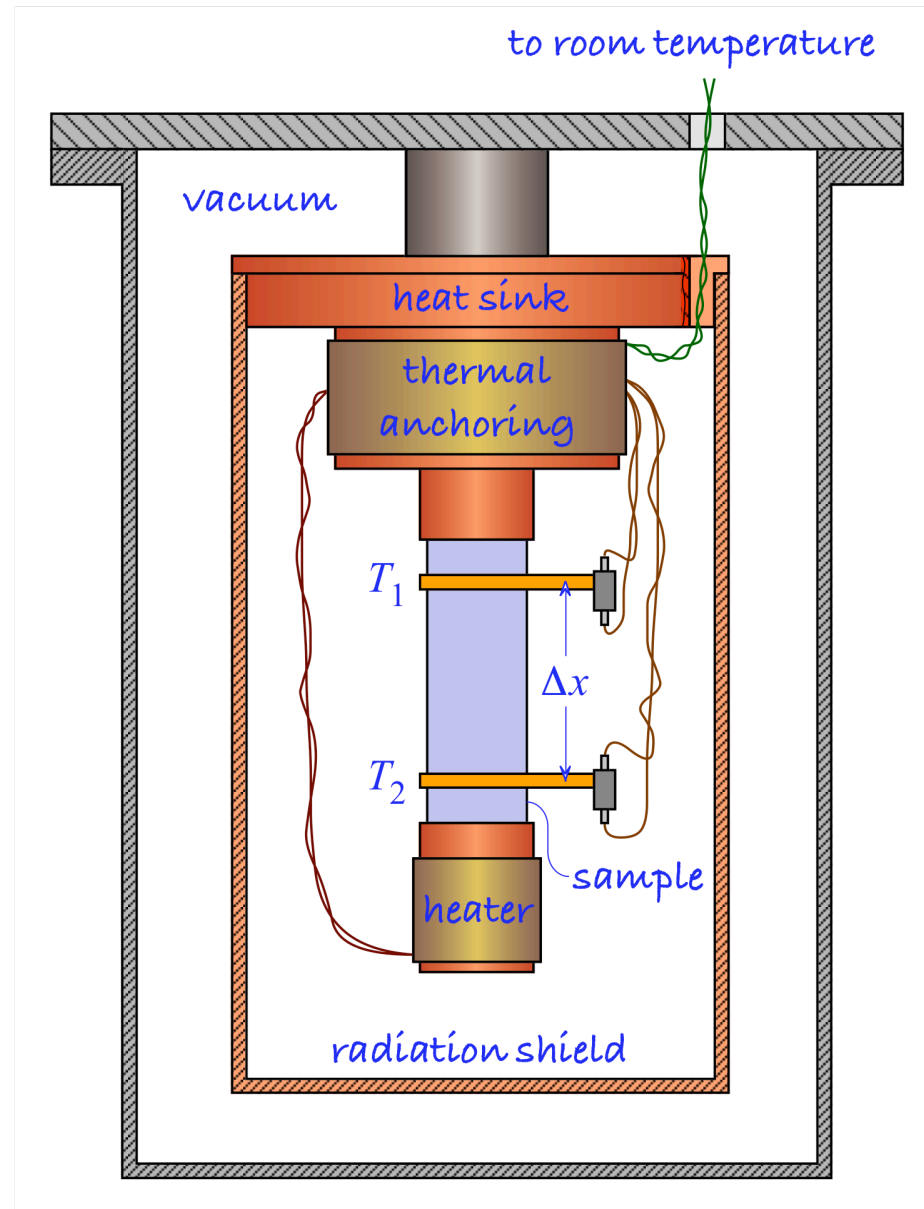 to room temperature
vacuum
heat sink
thermal
anchoring
T₁
Δx
T₂
sample
heater
radiation shield